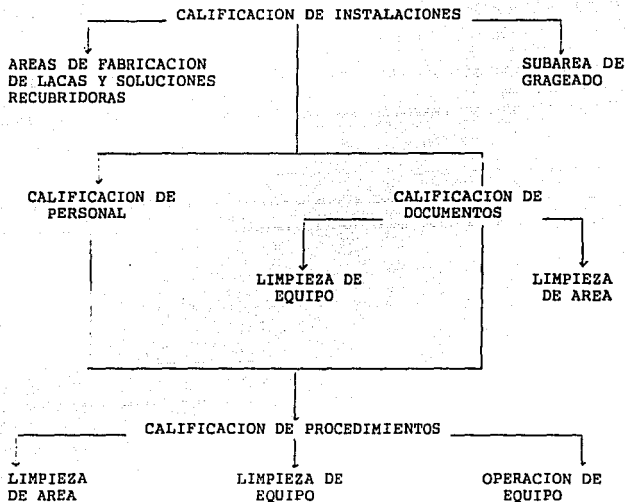 CALIFICACION DE INSTALACIONES
AREAS DE FABRICACION
DE LACAS Y SOLUCIONES
RECUBRIDORAS
SUBAREA DE
GRAGEADO
CALIFICACION DE
PERSONAL
CALIFICACION DE
DOCUMENTOS
LIMPIEZA DE
EQUIPO
LIMPIEZA
DE AREA
CALIFICACION DE PROCEDIMIENTOS
LIMPIEZA
DE AREA
LIMPIEZA DE
EQUIPO
OPERACION DE
EQUIPO